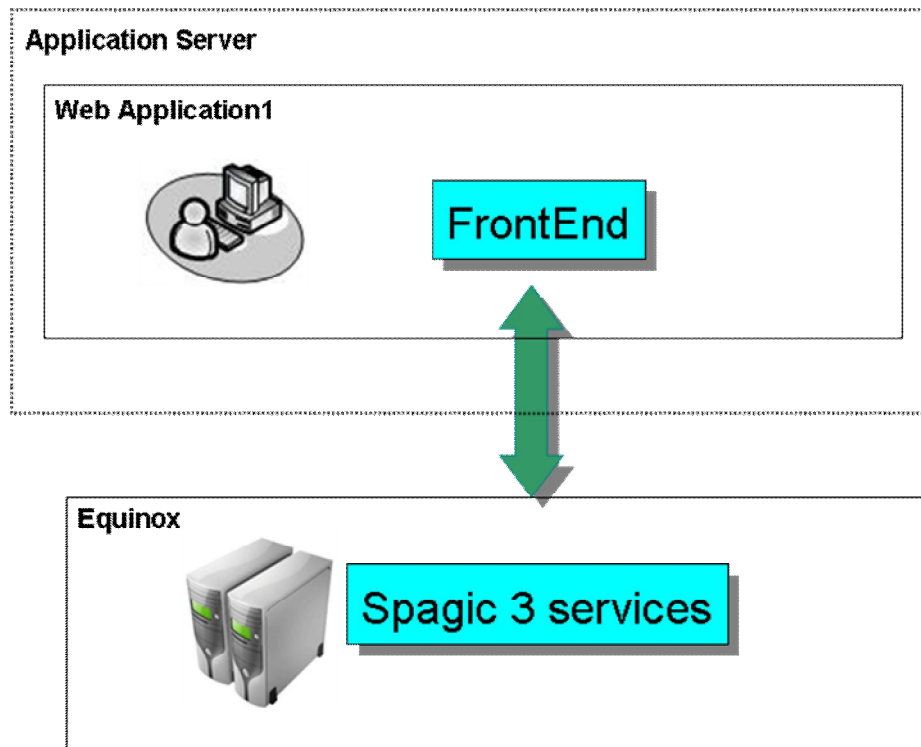 Application Server
Web Application1
FrontEnd
Equinox
Spagic 3 services